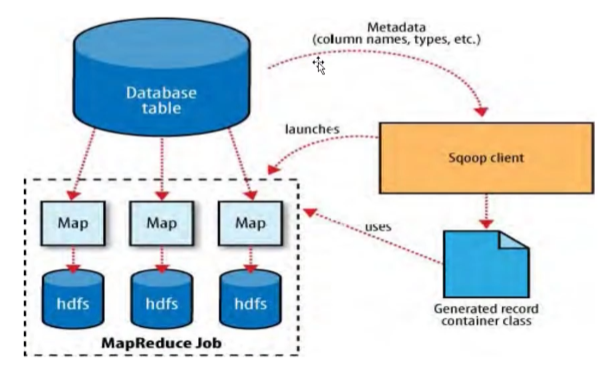 Metadata
(column names, types, etc.)
Database
table
launches
Sqoop client
Map
Map
Map
uses
hdfs
hdfs
hdfs
Generated record
container class
MapReduce Job